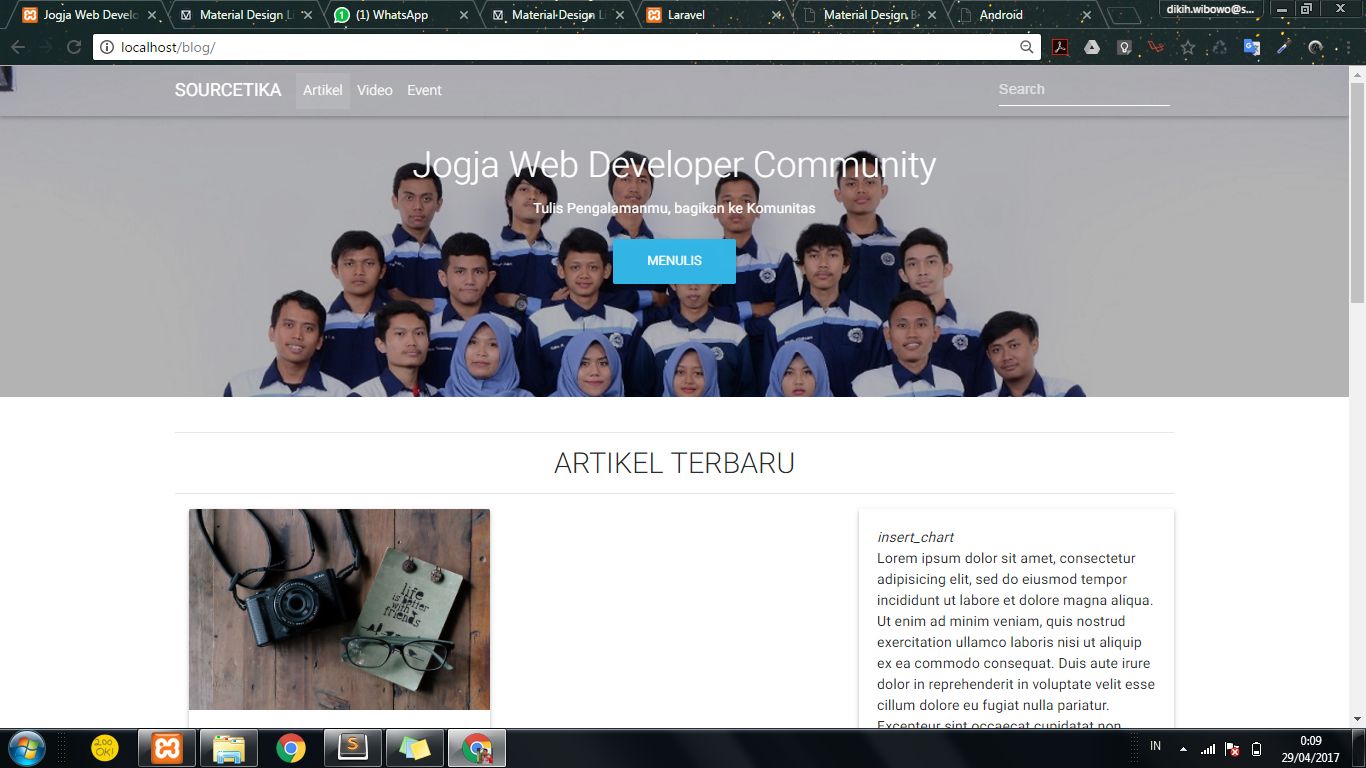 Jogja Web Develo
Material Design Li
(1) WhatsApp
Material Design Li
Laravel
Material Design B
Android
dikih.wibowo@s...
localhost/blog/
SOURCETIKA
Artikel
Video
Event
Search
Jogja Web Developer Community
Tulis Pengalamanmu, bagikan ke Komunitas
MENULIS
ARTIKEL TERBARU
life
is better
with
friends
insert_chart
Lorem ipsum dolor sit amet, consectetur
adipisicing elit, sed do eiusmod tempor
incididunt ut labore et dolore magna aliqua.
Ut enim ad minim veniam, quis nostrud
exercitation ullamco laboris nisi ut aliquip
ex ea commodo consequat. Duis aute irure
dolor in reprehenderit in voluptate velit esse
cillum dolore eu fugiat nulla pariatur.
Excepteur sint occaecat cupidatat non
200
OK!
IN
0:09
29/04/2017